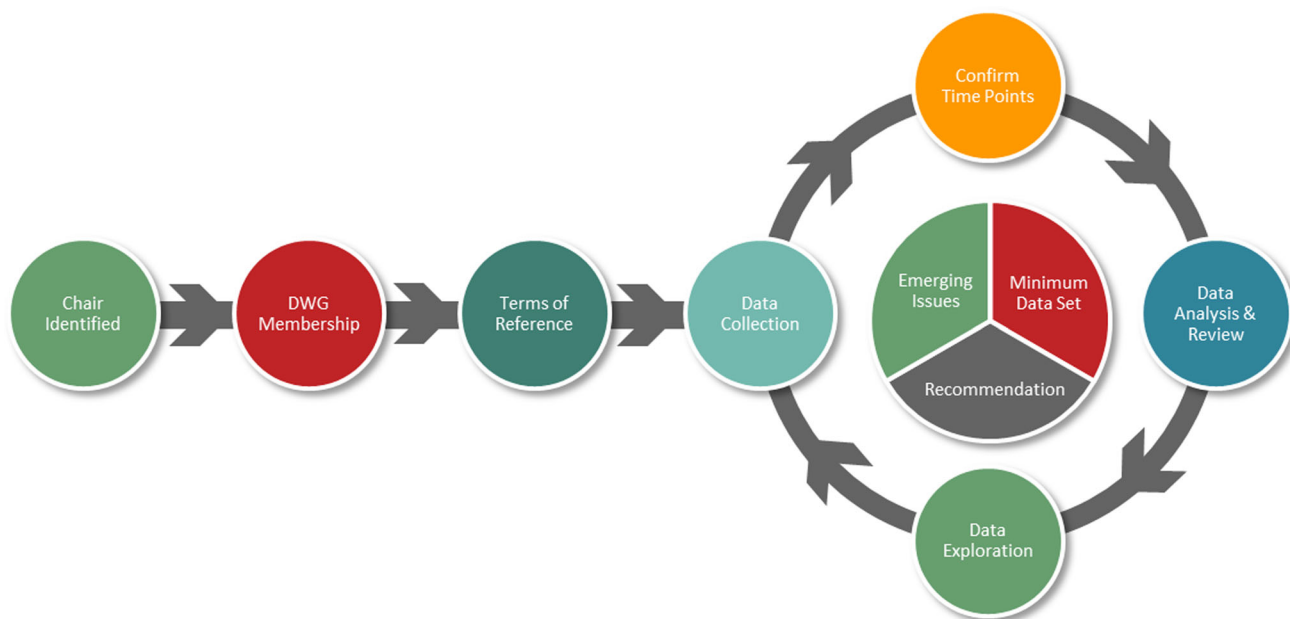 Chair
Identified
DWG
Membership
Terms of
Reference
Data
Collection
Confirm
Time Points
Data
Analysis &
Review
Data
Exploration
Emerging
Issues
Minimum
Data Set
Recommendation